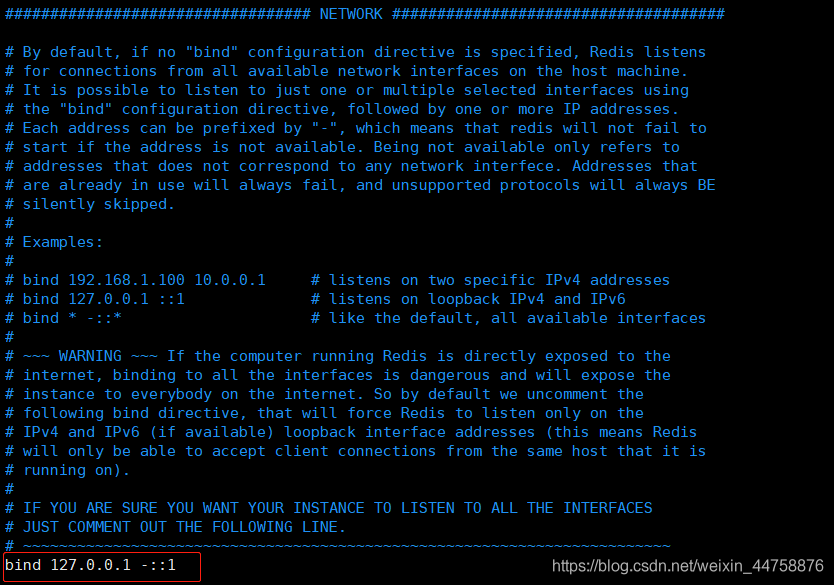 ################################## NETWORK #####################################

# By default, if no "bind" configuration directive is specified, Redis listens
# for connections from all available network interfaces on the host machine.
# It is possible to listen to just one or multiple selected interfaces using
# the "bind" configuration directive, followed by one or more IP addresses.
# Each address can be prefixed by "-", which means that redis will not fail to
# start if the address is not available. Being not available only refers to
# addresses that does not correspond to any network interfece. Addresses that
# are already in use will always fail, and unsupported protocols will always BE
# silently skipped.
#
# Examples:
#
# bind 192.168.1.100 10.0.0.1     # listens on two specific IPv4 addresses
# bind 127.0.0.1 ::1              # listens on loopback IPv4 and IPv6
# bind * -::*                     # like the default, all available interfaces
#
# ~~~ WARNING ~~~ If the computer running Redis is directly exposed to the
# internet, binding to all the interfaces is dangerous and will expose the
# instance to everybody on the internet. So by default we uncomment the
# following bind directive, that will force Redis to listen only on the
# IPv4 and IPv6 (if available) loopback interface addresses (this means Redis
# will only be able to accept client connections from the same host that it is
# running on).
#
# IF YOU ARE SURE YOU WANT YOUR INSTANCE TO LISTEN TO ALL THE INTERFACES
# JUST COMMENT OUT THE FOLLOWING LINE.
# ~~~~~~~~~~~~~~~~~~~~~~~~~~~~~~~~~~~~~~~~~~~~~~~~~~~~~~~~~~~~~~~~~~~~~~~~
bind 127.0.0.1 -::1
https://blog.csdn.net/weixin_44758876